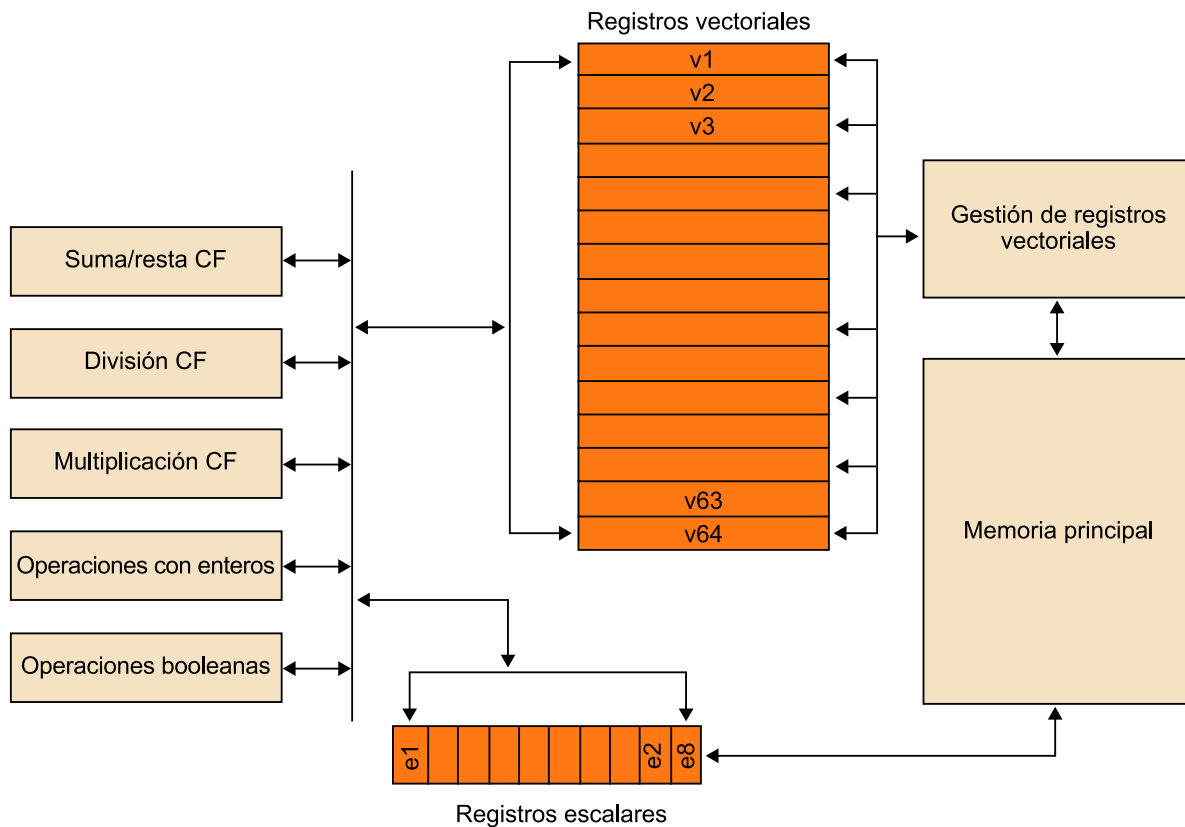 Registros vectoriales
v1
v2
v3
v63
v64
Suma/resta CF
División CF
Multiplicación CF
Operaciones con enteros
Operaciones booleanas
Gestión de registros
vectoriales
Memoria principal
e1
e2
e8
Registros escalares